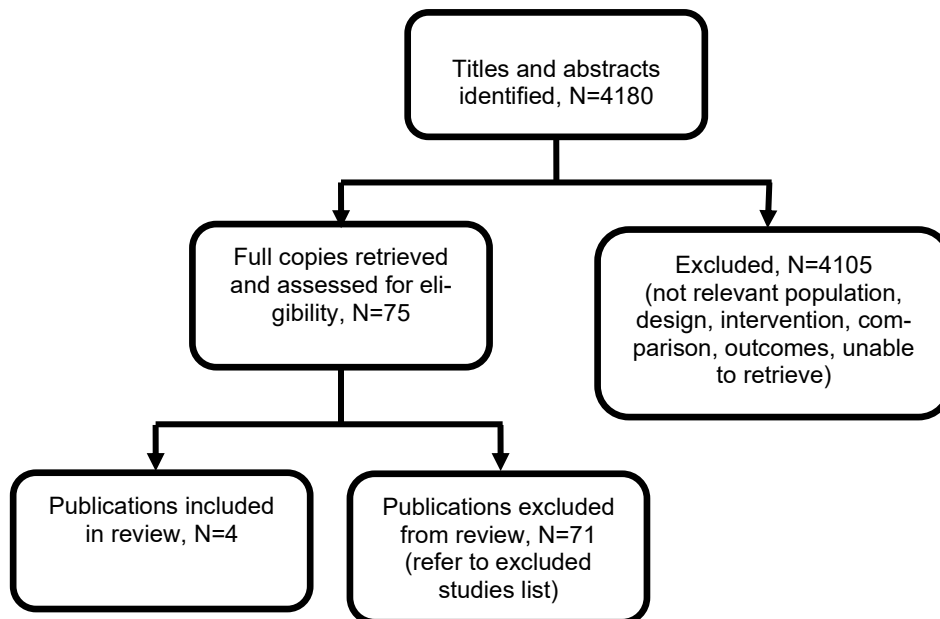 Titles and abstracts
identified, N=4180
Full copies retrieved
and assessed for eli-
gibility, N=75
Excluded, N=4105
(not relevant population,
design, intervention, com-
parison, outcomes, unable
to retrieve)
Publications included
in review, N=4
Publications excluded
from review, N=71
(refer to excluded
studies list)